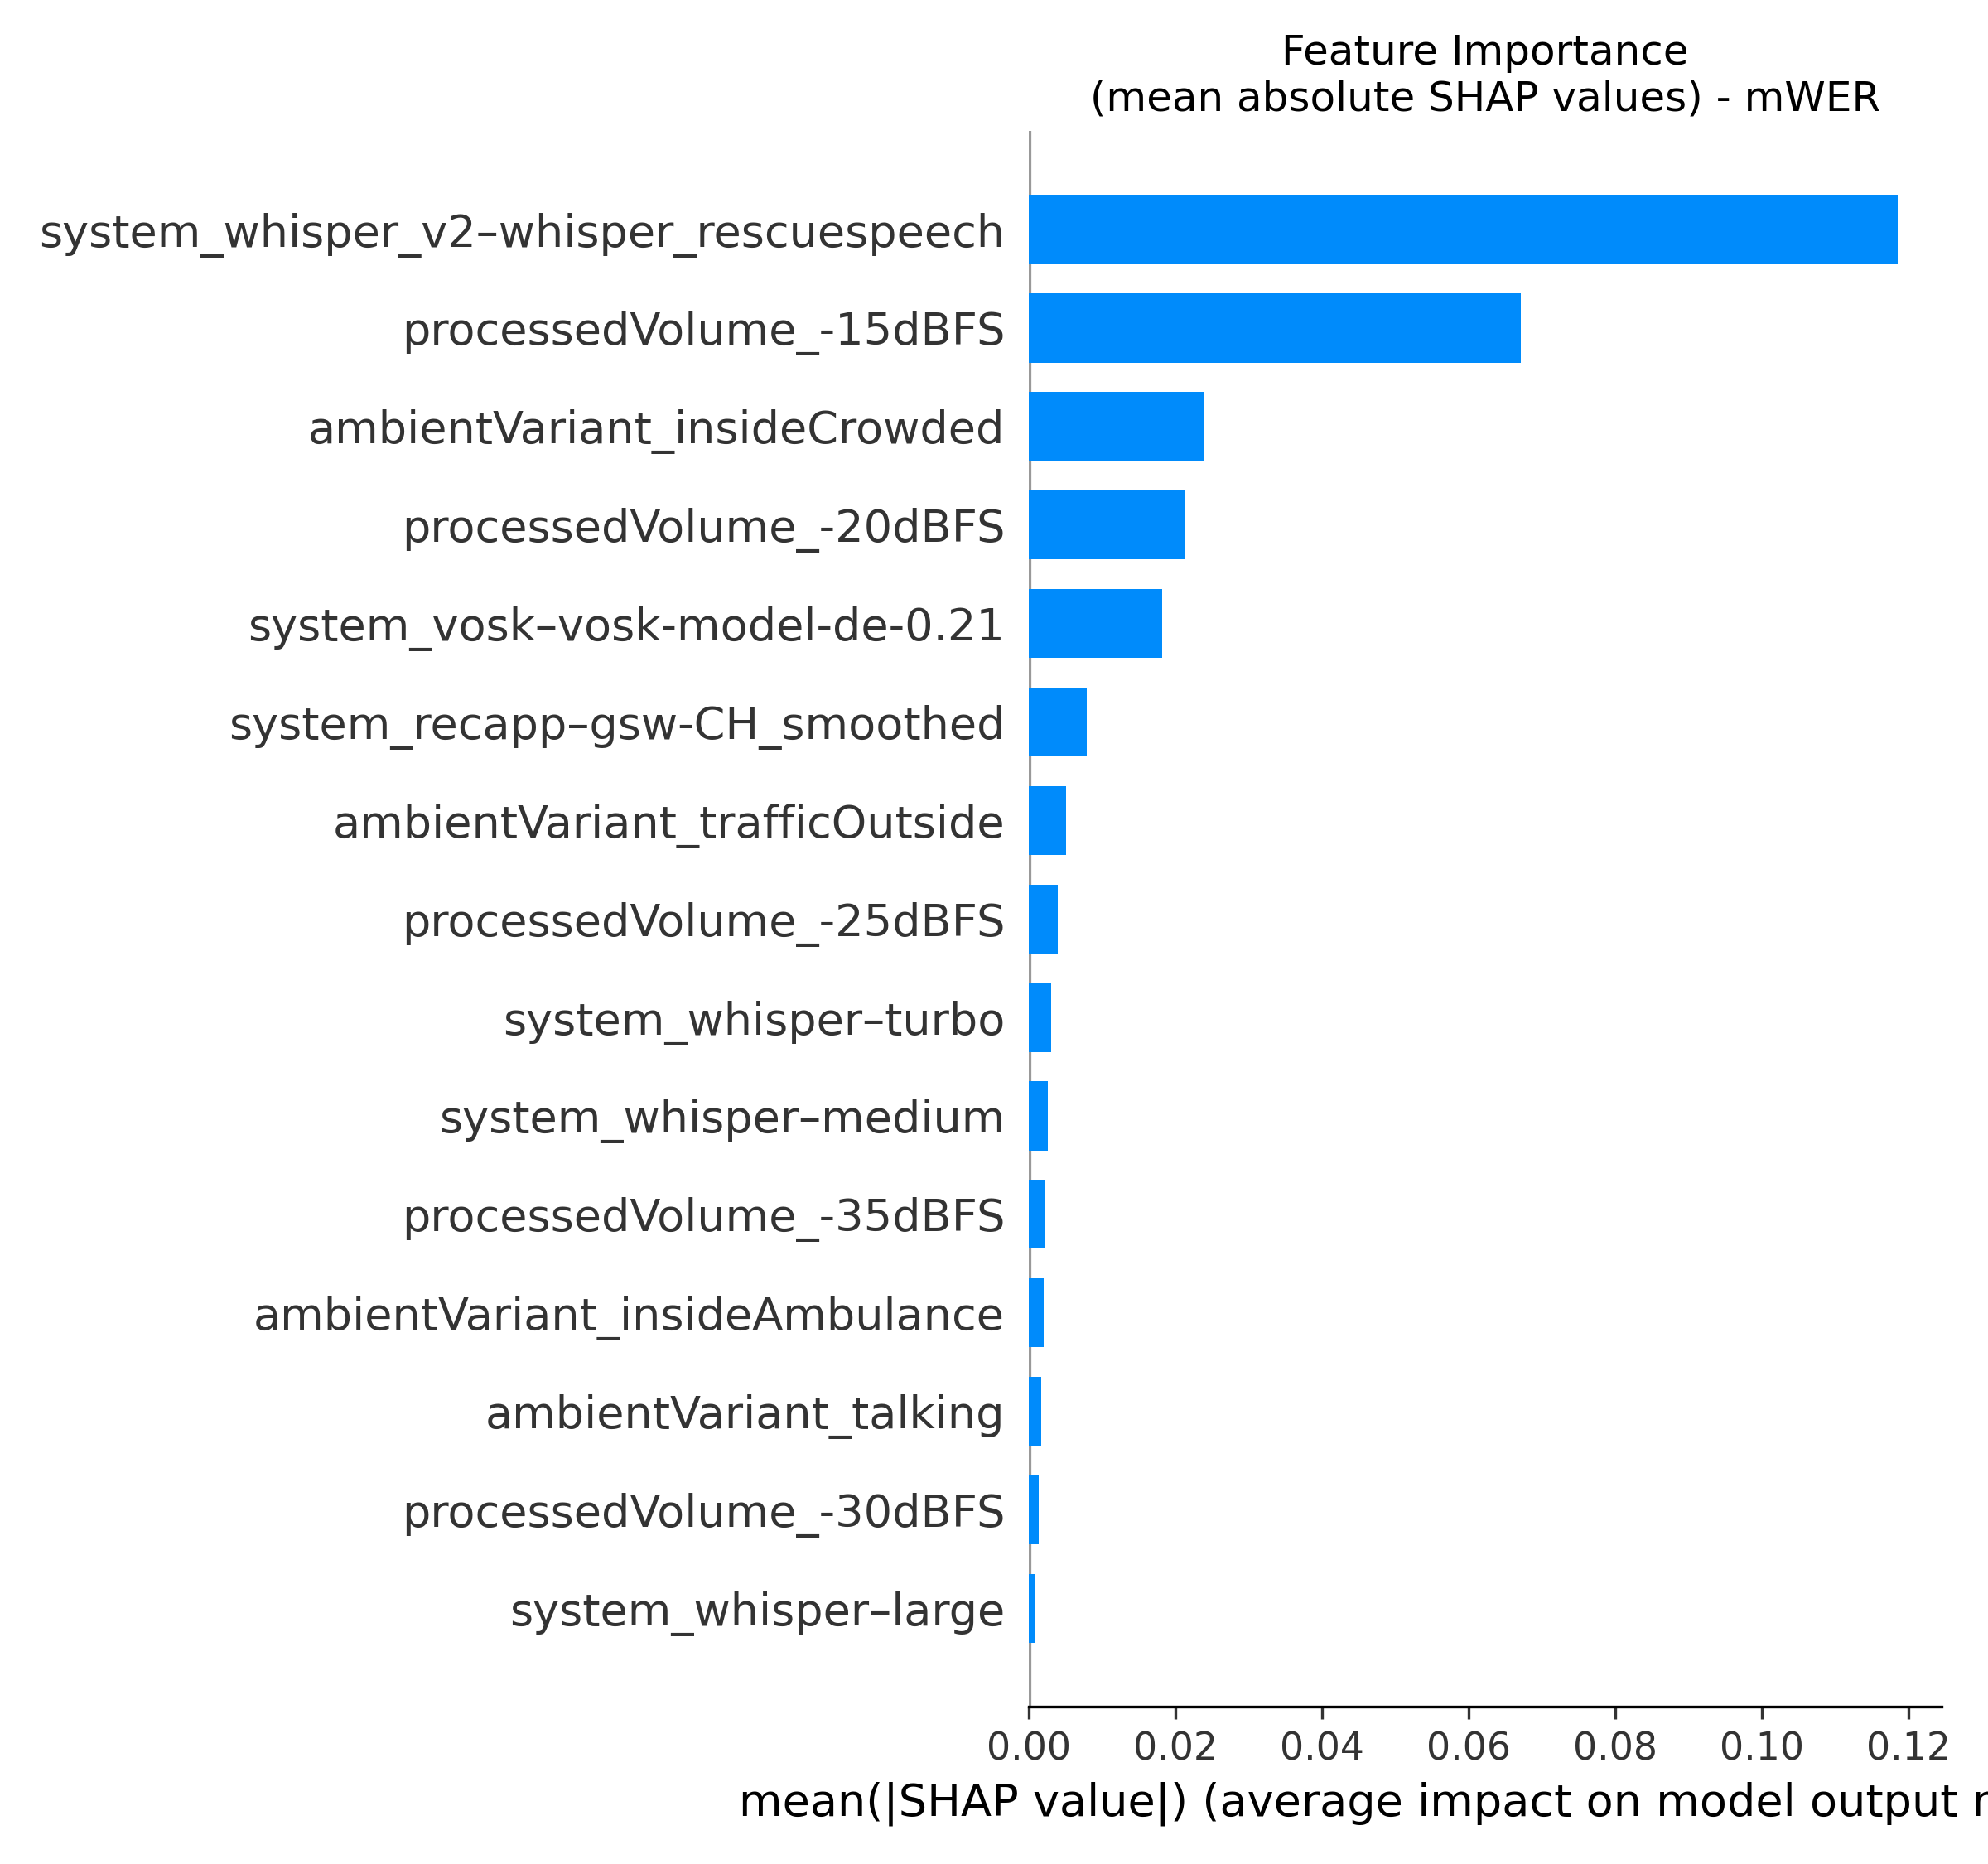 Feature Importance
(mean absolute SHAP values) - mWER
system_whisper_v2–whisper_rescuespeech
processedVolume_-15dBFS
ambientVariant_insideCrowded
processedVolume_-20dBFS
system_vosk–vosk-model-de-0.21
system_recapp–gsw-CH_smoothed
ambientVariant_trafficOutside
processedVolume_-25dBFS
system_whisper–turbo
system_whisper–medium
processedVolume_-35dBFS
ambientVariant_insideAmbulance
ambientVariant_talking
processedVolume_-30dBFS
system_whisper–large
0.00 0.02 0.04 0.06 0.08 0.10 0.12
mean(|SHAP value|) (average impact on model output